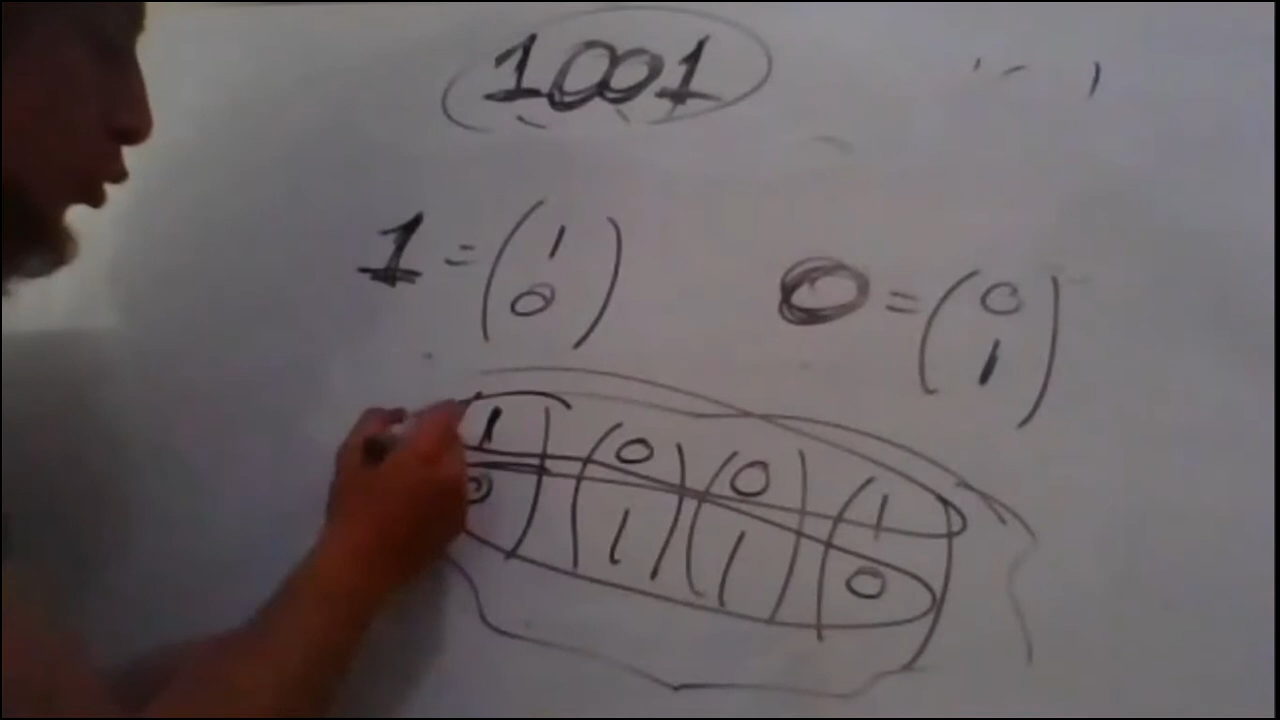 1001
1 = (1 0) 0 = (0 1)
(1 0) (0 1) (0 1) (1 0)